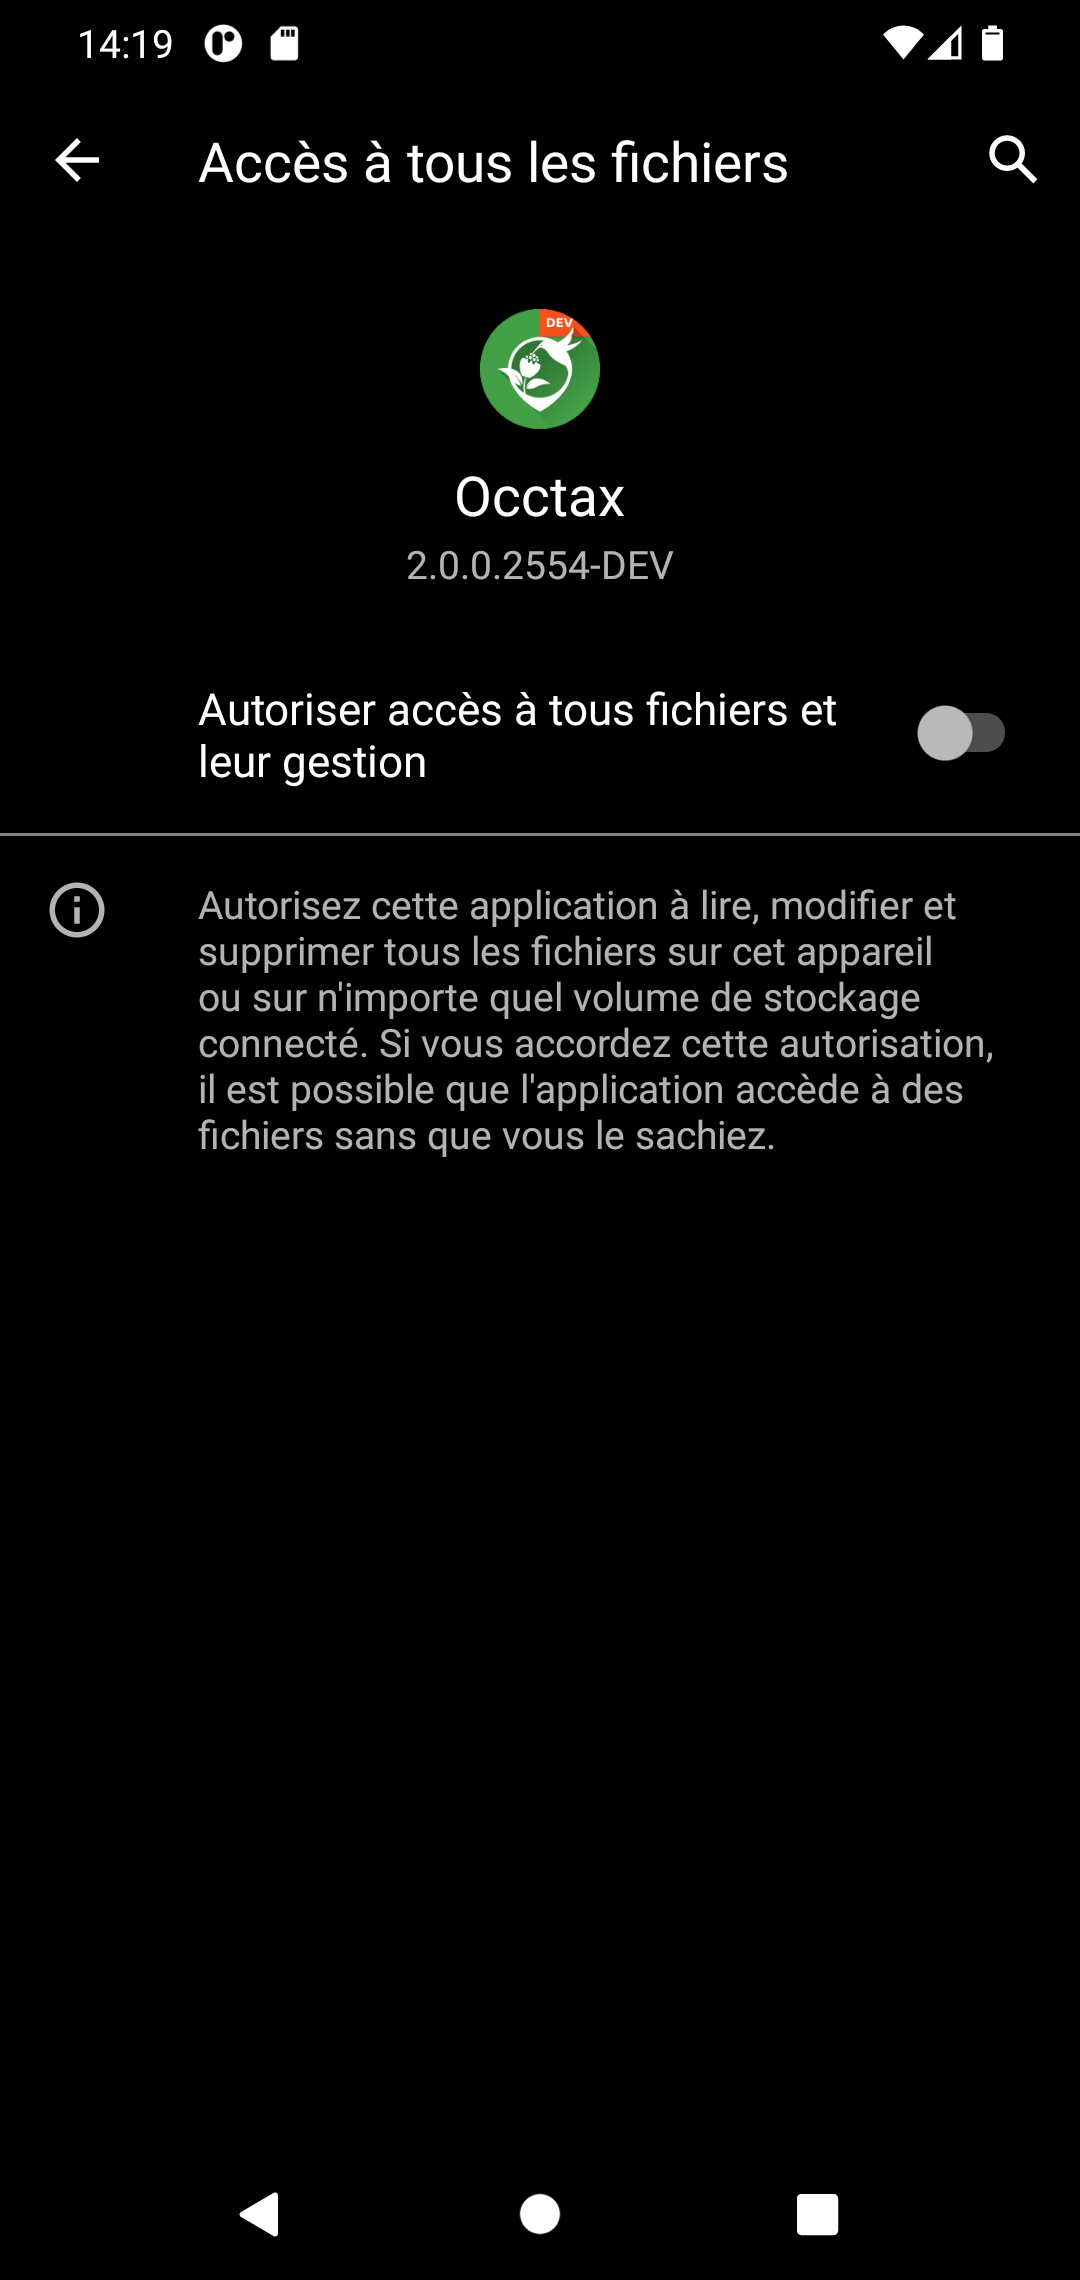 14:19
Accès à tous les fichiers
DEV
Occtax
2.0.0.2554-DEV
Autoriser accès à tous fichiers et
leur gestion
Autorisez cette application à lire, modifier et
supprimer tous les fichiers sur cet appareil
ou sur n'importe quel volume de stockage
connecté. Si vous accordez cette autorisation,
il est possible que l'application accède à des
fichiers sans que vous le sachiez.